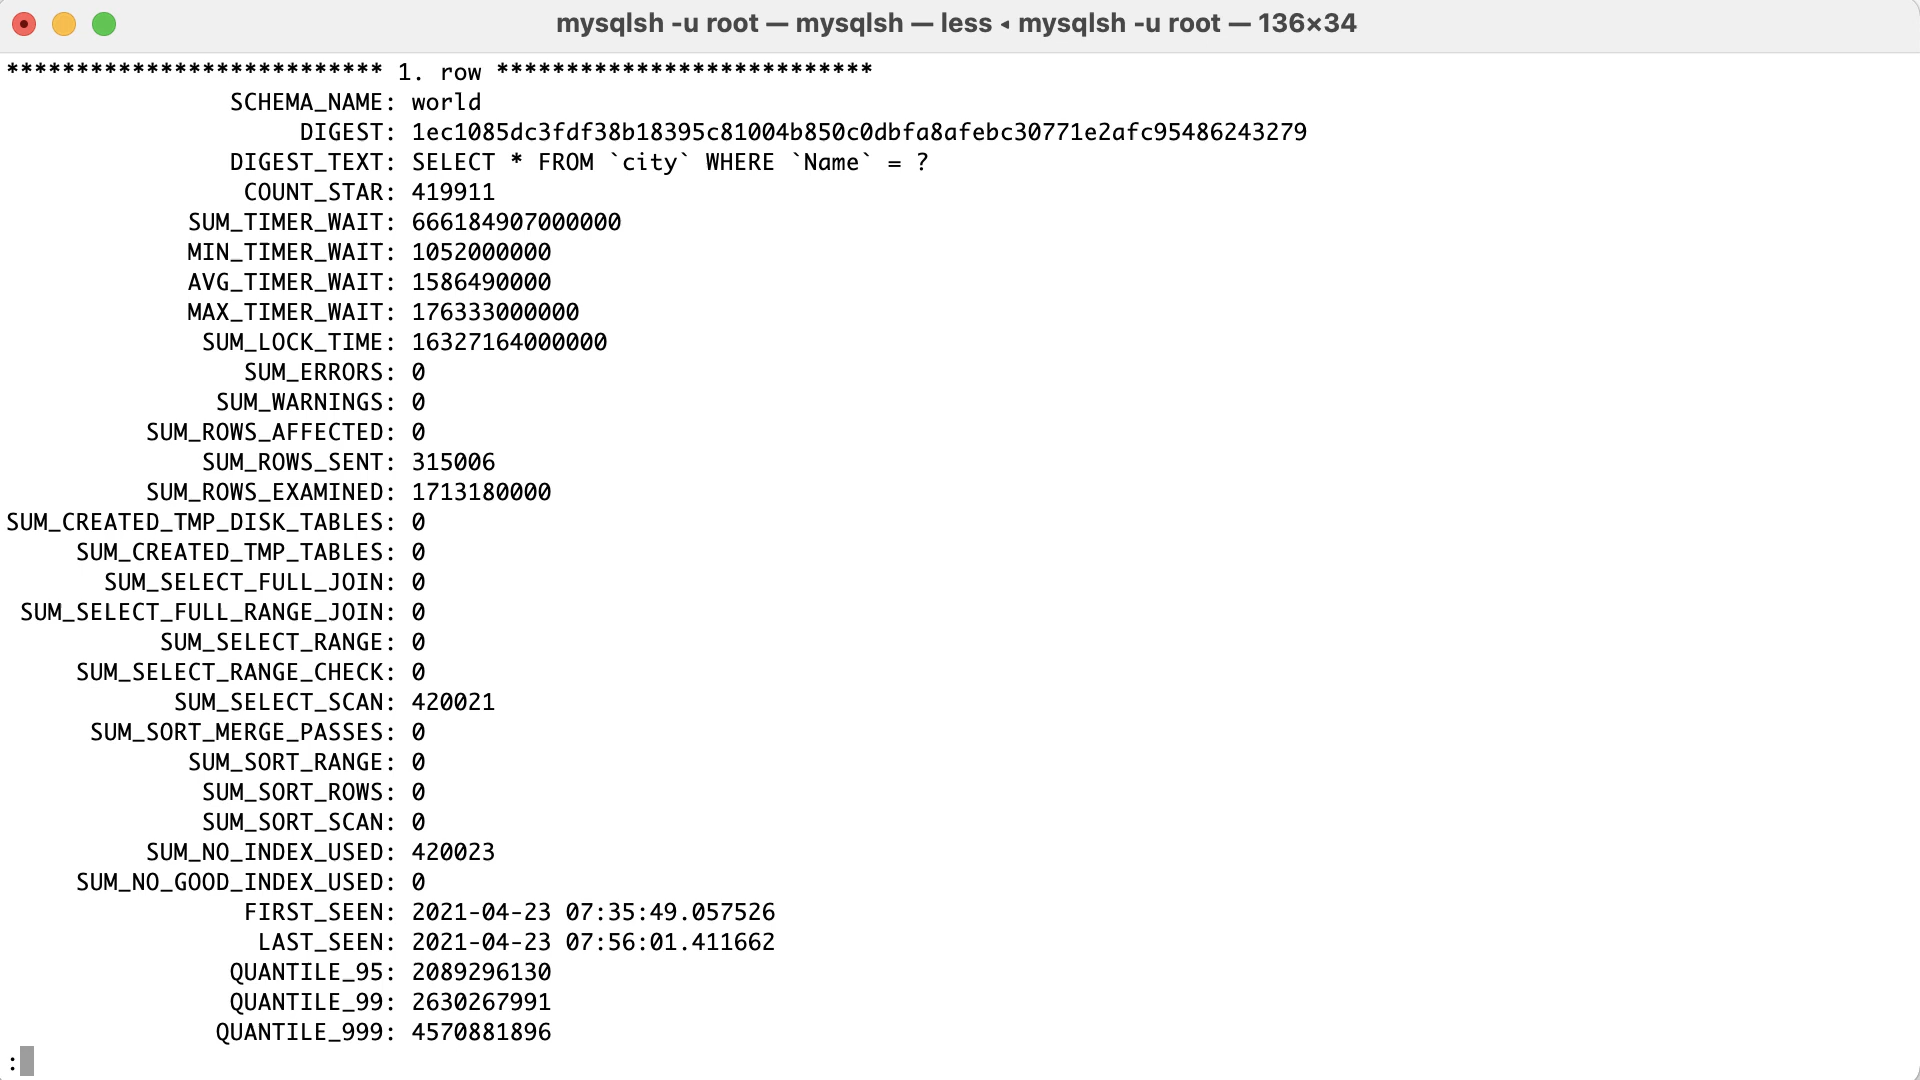 mysqlsh -u root — mysqlsh — less ◂ mysqlsh -u root — 136×34
*************************** 1. row ***************************
SCHEMA_NAME: world
DIGEST: 1ec1085dc3fdf38b18395c81004b850c0dbfa8afebc30771e2afc95486243279
DIGEST_TEXT: SELECT * FROM `city` WHERE `Name` = ?
COUNT_STAR: 419911
SUM_TIMER_WAIT: 666184907000000
MIN_TIMER_WAIT: 1052000000
AVG_TIMER_WAIT: 1586490000
MAX_TIMER_WAIT: 176333000000
SUM_LOCK_TIME: 16327164000000
SUM_ERRORS: 0
SUM_WARNINGS: 0
SUM_ROWS_AFFECTED: 0
SUM_ROWS_SENT: 315006
SUM_ROWS_EXAMINED: 1713180000
SUM_CREATED_TMP_DISK_TABLES: 0
SUM_CREATED_TMP_TABLES: 0
SUM_SELECT_FULL_JOIN: 0
SUM_SELECT_FULL_RANGE_JOIN: 0
SUM_SELECT_RANGE: 0
SUM_SELECT_RANGE_CHECK: 0
SUM_SELECT_SCAN: 420021
SUM_SORT_MERGE_PASSES: 0
SUM_SORT_RANGE: 0
SUM_SORT_ROWS: 0
SUM_SORT_SCAN: 0
SUM_NO_INDEX_USED: 420023
SUM_NO_GOOD_INDEX_USED: 0
FIRST_SEEN: 2021-04-23 07:35:49.057526
LAST_SEEN: 2021-04-23 07:56:01.411662
QUANTILE_95: 2089296130
QUANTILE_99: 2630267991
QUANTILE_999: 4570881896
: